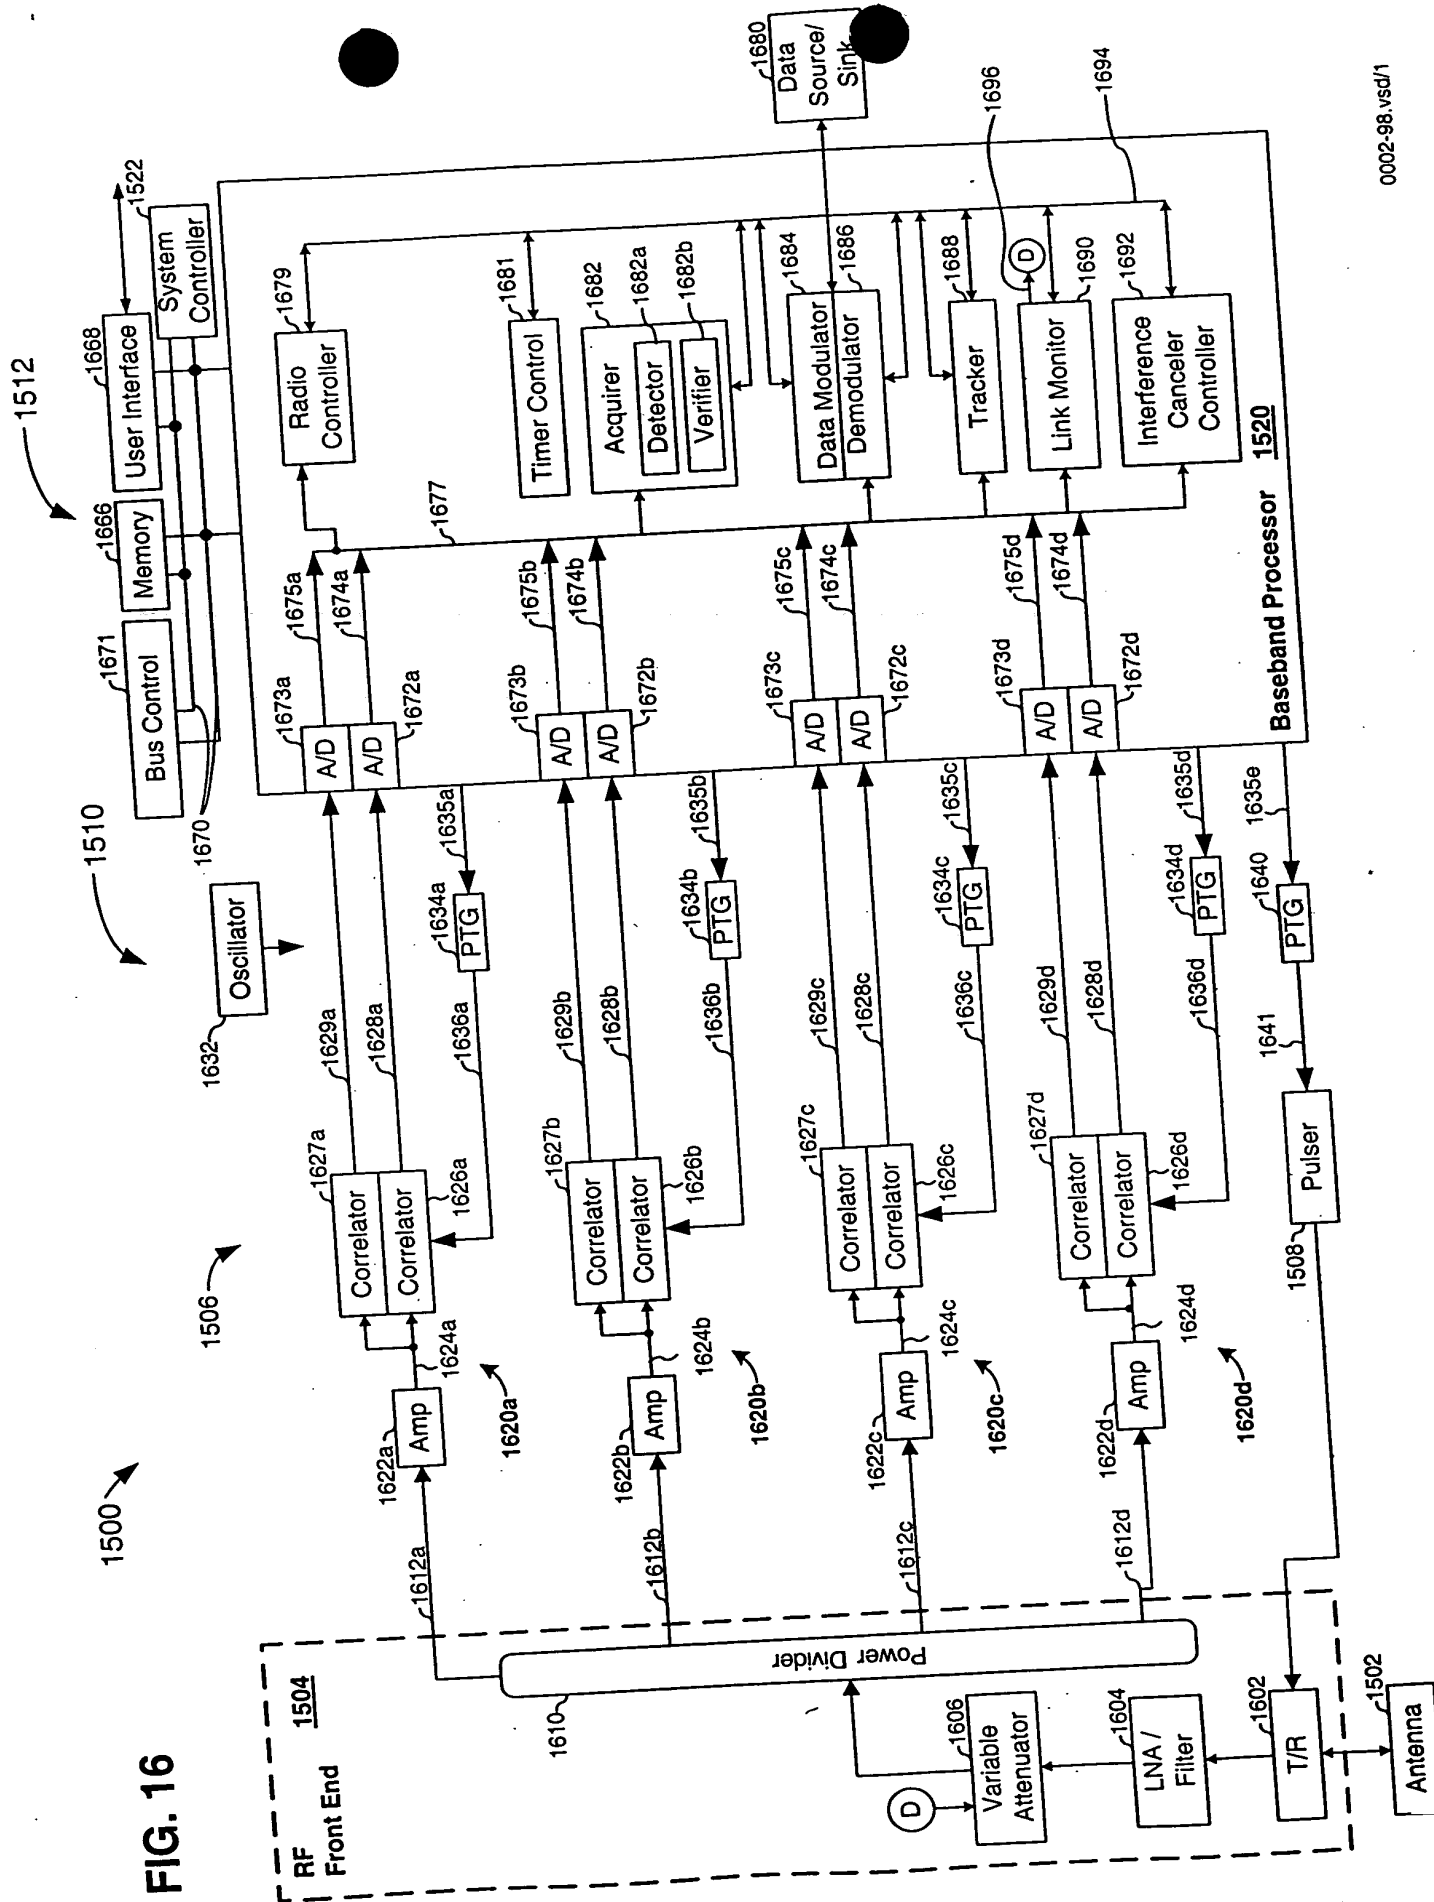 FIG. 16
1500
1506
1510
1512
RF
Front End
1504
1610
Power Divider
D
1606
Variable
Attenuator
1604
LNA /
Filter
1602
T/R
1502
Antenna
1612a
1622a
Amp
1624a
1620a
1627a
Correlator
Correlator
1626a
1629a
1628a
1636a
1634a
PTG
1635a
1632
Oscillator
1612b
1622b
Amp
1624b
1620b
1627b
Correlator
Correlator
1626b
1629b
1628b
1636b
1634b
PTG
1635b
1612c
1622c
Amp
1624c
1620c
1627c
Correlator
Correlator
1626c
1629c
1628c
1636c
1634c
PTG
1635c
1612d
1622d
Amp
1624d
1620d
1627d
Correlator
Correlator
1626d
1629d
1628d
1636d
1634d
PTG
1635d
1508
Pulser
1641
1640
PTG
1635e
1671
Bus Control
1666
Memory
1668
User Interface
System
Controller
1522
1670
1673a
A/D
A/D
1672a
1675a
1674a
1673b
A/D
A/D
1672b
1675b
1674b
1673c
A/D
A/D
1672c
1675c
1674c
1673d
A/D
A/D
1672d
1675d
1674d
1677
1679
Radio
Controller
1681
Timer Control
1682
Acquirer
1682a
Detector
1682b
Verifier
1684
Data Modulator
1686
Demodulator
1688
Tracker
1696
D
1690
Link Monitor
1692
Interference
Canceler
Controller
1694
1680
Data
Source/
Sink
Baseband Processor
1520
0002-98.vsd/1